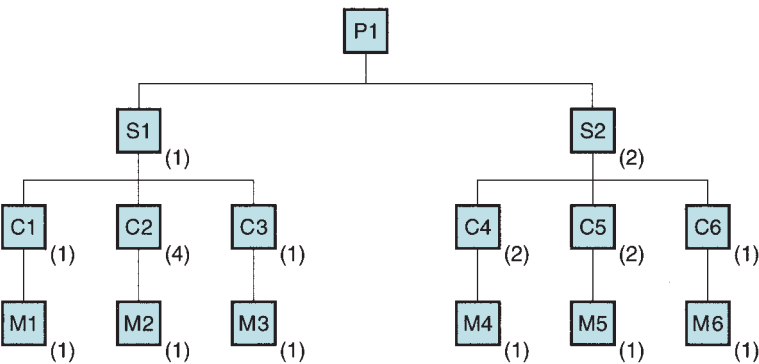 P1
S1 S2
(1) (2)
C1 C2 C3 C4 C5 C6
(1) (4) (1) (2) (2) (1)
M1 M2 M3 M4 M5 M6
(1) (1) (1) (1) (1) (1)